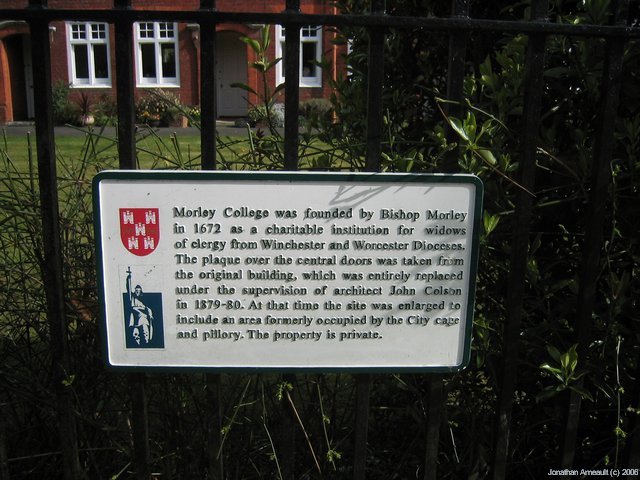 Morley College was founded by Bishop Morley
in 1672 as a charitable institution for widows
of clergy from Winchester and Worcester Dioceses.
The plaque over the central doors was taken from
the original building, which was entirely replaced
under the supervision of architect John Colson
in 1879-80. At that time the site was enlarged to
include an area formerly occupied by the City cage
and pillory. The property is private.
Jonathan Arneault (c) 2006